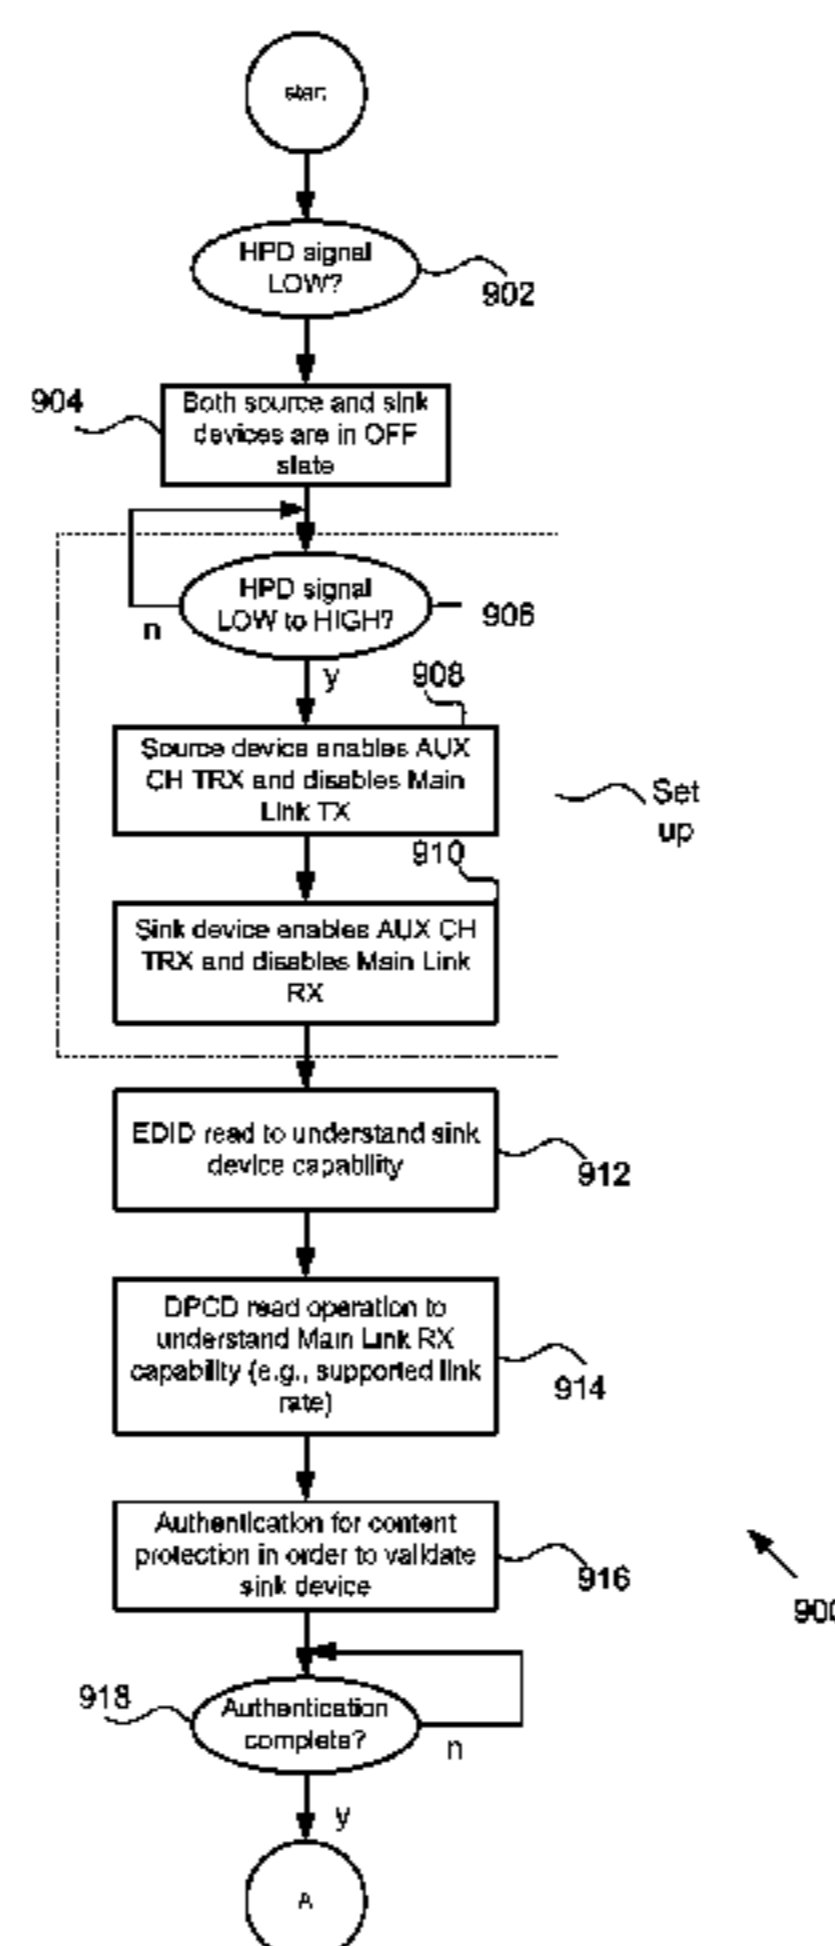 start
HPD signal
LOW?
902
904
Both source and sink
devices are in OFF
state
HPD signal
LOW to HIGH?
906
n
y
908
Source device enables AUX
CH TRX and disables Main
Link TX
Set
up
910
Sink device enables AUX CH
TRX and disables Main Link
RX
EDID read to understand sink
device capability
912
DPCD read operation to
understand Main Link RX
capability (e.g., supported link
rate)
914
Authentication for content
protection in order to validate
sink device
916
900
918
Authentication
complete?
n
y
A